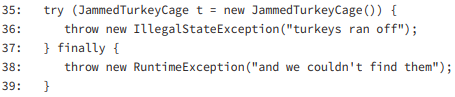 35:   try (JammedTurkeyCage t = new JammedTurkeyCage()) {
36:      throw new IllegalStateException("turkeys ran off");
37:   } finally {
38:      throw new RuntimeException("and we couldn't find them");
39:   }